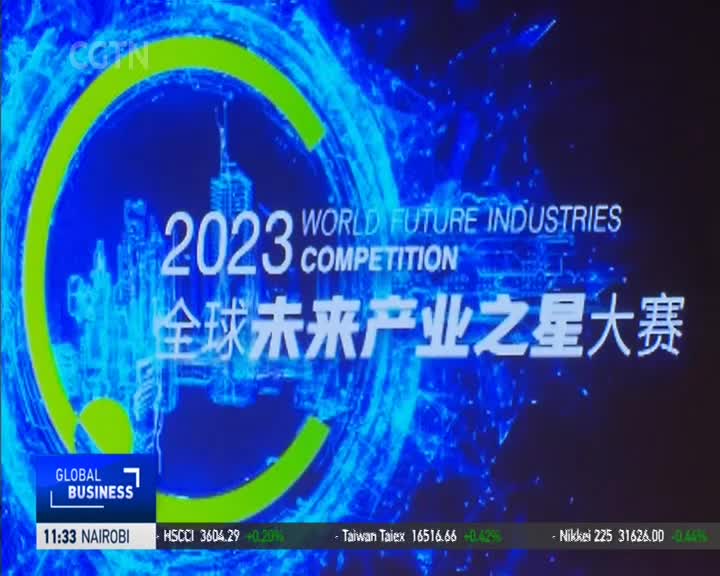 CGTN
2023 WORLD FUTURE INDUSTRIES
COMPETITION
全球未来产业之星大赛
GLOBAL
BUSINESS
11:33 NAIROBI - HSCCI 3604.29 +0.20% - Taiwan Taiex 16516.66 +0.42% - Nikkei 225 31626.00 -0.44%